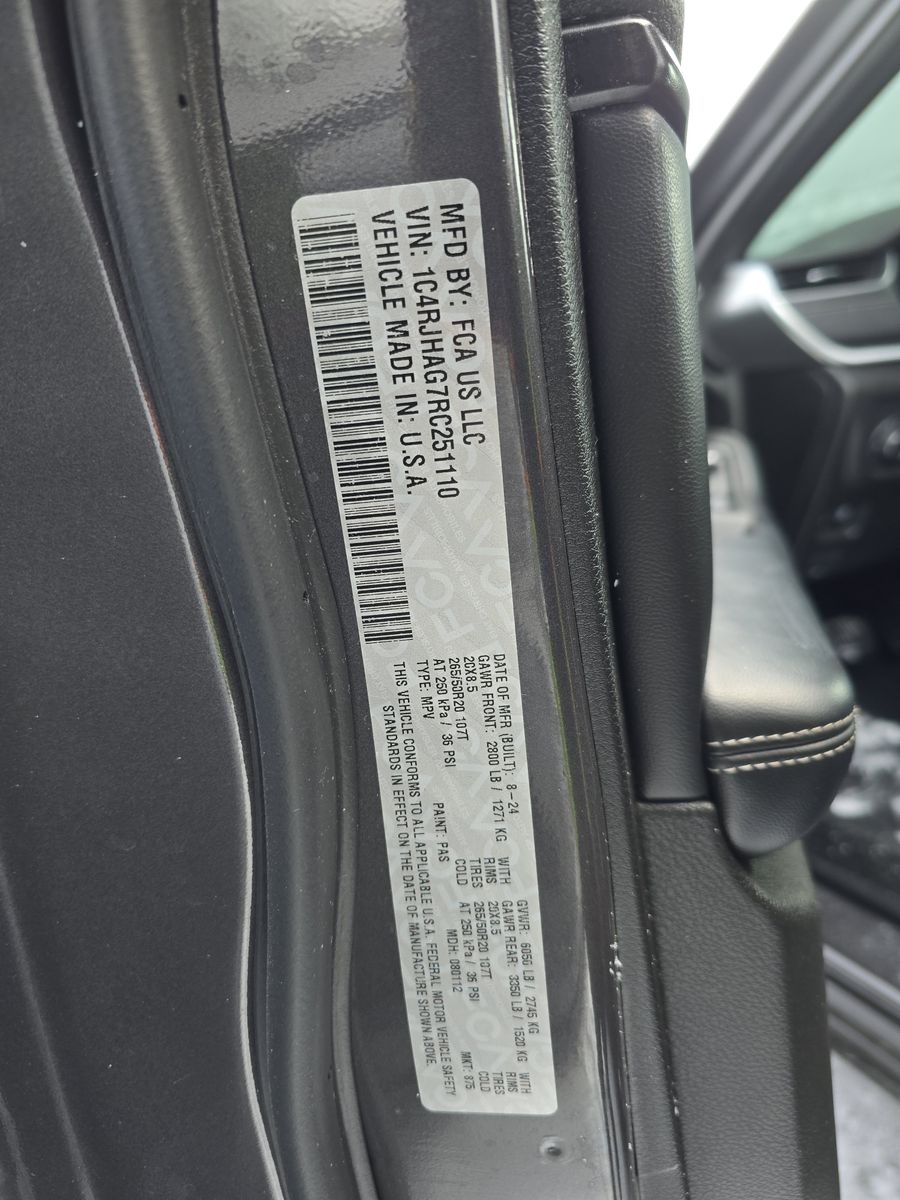 MFD BY: FCA US LLC
VIN: 1C4RJHAG7RC251110
VEHICLE MADE IN: U.S.A.
DATE OF MFR (BUILT): 8-24 GVWR: 6050 LB / 2745 KG
GAWR FRONT: 2800 LB / 1271 KG WITH GAWR REAR: 3350 LB / 1520 KG WITH
20X8.5 RIMS 20X8.5 RIMS
265/50R20 107T TIRES 265/50R20 107T TIRES
AT 250 kPa / 36 PSI COLD AT 250 kPa / 36 PSI COLD
TYPE: MPV PAINT: PAS MDH: 080112 MKT: 875
THIS VEHICLE CONFORMS TO ALL APPLICABLE U.S.A. FEDERAL MOTOR VEHICLE SAFETY
STANDARDS IN EFFECT ON THE DATE OF MANUFACTURE SHOWN ABOVE.